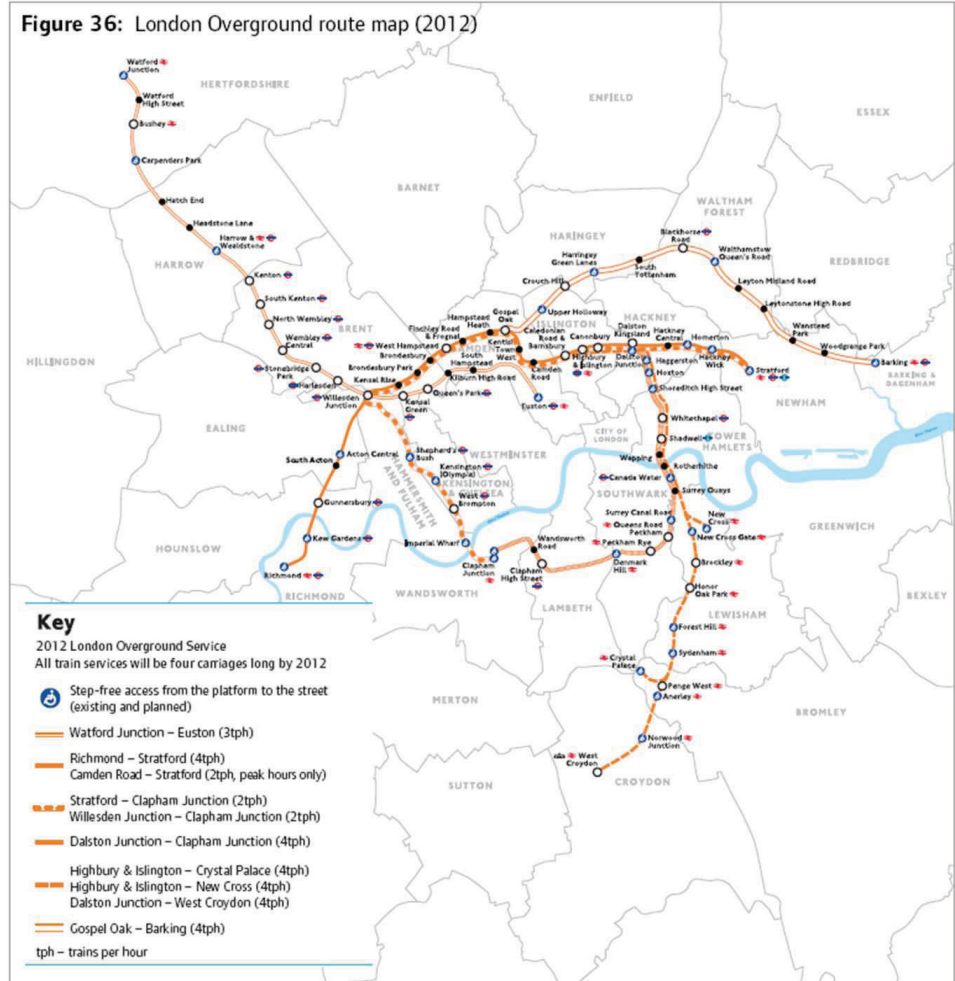 Figure 36: London Overground route map (2012)
Watford
Junction
HERTFORDSHIRE
Watford
High Street
ENFIELD
ESSEX
Bushey
Carpenders Park
BARNET
Hatch End
WALTHAM
FOREST
Headstone Lane
Blackhorse
Road
HARINGEY
Harrow &
Wealdstone
Walthamstow
Queen's Road
Harringay
Green Lanes
HARROW
South
Tottenham
REDBRIDGE
Kenton
Crouch Hill
Leyton Midland Road
South Kenton
Leytonstone High Road
Hampstead
Heath
Gospel
Oak
Upper Holloway
North Wembley
BRENT
Finchley Road
& Frognal
ISLINGTON
HACKNEY
Wanstead
Park
Wembley
Central
West Hampstead
CAMDEN
Kentish
Town
West
Caledonian
Road &
Barnsbury
Canonbury
Dalston
Kingsland
Hackney
Central
Homerton
Woodgrange Park
HILLINGDON
Brondesbury
South
Hampstead
Highbury
& Islington
Dalston
Junction
Haggerston
Hackney
Wick
Barking
Stonebridge
Park
Brondesbury Park
Camden
Road
Hoxton
Stratford
BARKING &
DAGENHAM
Harlesden
Kensal Rise
Kilburn High Road
Shoreditch High Street
Willesden
Junction
Queen's Park
Euston
NEWHAM
Kensal
Green
Whitechapel
EALING
CITY OF
LONDON
Shadwell
TOWER
HAMLETS
South Acton
Acton Central
Shepherd's
Bush
WESTMINSTER
Wapping
Rotherhithe
HAMMERSMITH
AND FULHAM
Kensington
(Olympia)
KENSINGTON
& CHELSEA
Canada Water
SOUTHWARK
Surrey Quays
Gunnersbury
West
Brompton
Surrey Canal Road
New
Cross
GREENWICH
HOUNSLOW
Kew Gardens
Imperial Wharf
Wandsworth
Road
Queens Road
Peckham
New Cross Gate
Peckham Rye
Richmond
Clapham
Junction
Clapham
High Street
Denmark
Hill
Brockley
RICHMOND
WANDSWORTH
LAMBETH
Honor
Oak Park
LEWISHAM
BEXLEY
Forest Hill
Crystal
Palace
Sydenham
Penge West
MERTON
Anerley
BROMLEY
Norwood
Junction
West
Croydon
SUTTON
CROYDON
Key
2012 London Overground Service
All train services will be four carriages long by 2012
Step-free access from the platform to the street
(existing and planned)
Watford Junction – Euston (3tph)
Richmond – Stratford (4tph)
Camden Road – Stratford (2tph, peak hours only)
Stratford – Clapham Junction (2tph)
Willesden Junction – Clapham Junction (2tph)
Dalston Junction – Clapham Junction (4tph)
Highbury & Islington – Crystal Palace (4tph)
Highbury & Islington – New Cross (4tph)
Dalston Junction – West Croydon (4tph)
Gospel Oak – Barking (4tph)
tph – trains per hour